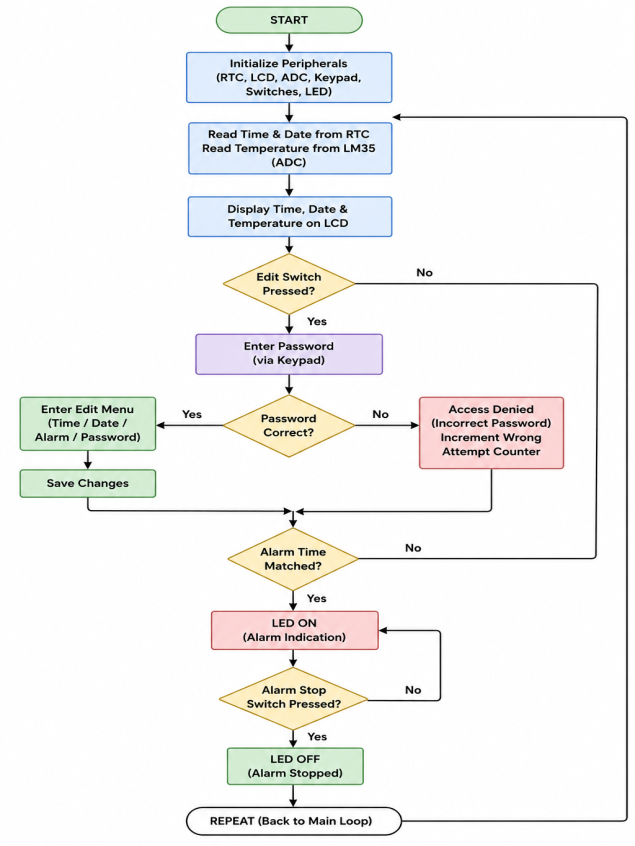 START
Initialize Peripherals
(RTC, LCD, ADC, Keypad,
Switches, LED)
Read Time & Date from RTC
Read Temperature from LM35
(ADC)
Display Time, Date &
Temperature on LCD
Edit Switch
Pressed?
No
Yes
Enter Password
(via Keypad)
Password
Correct?
Yes
No
Enter Edit Menu
(Time / Date /
Alarm / Password)
Save Changes
Access Denied
(Incorrect Password)
Increment Wrong
Attempt Counter
Alarm Time
Matched?
No
Yes
LED ON
(Alarm Indication)
Alarm Stop
Switch Pressed?
No
Yes
LED OFF
(Alarm Stopped)
REPEAT (Back to Main Loop)